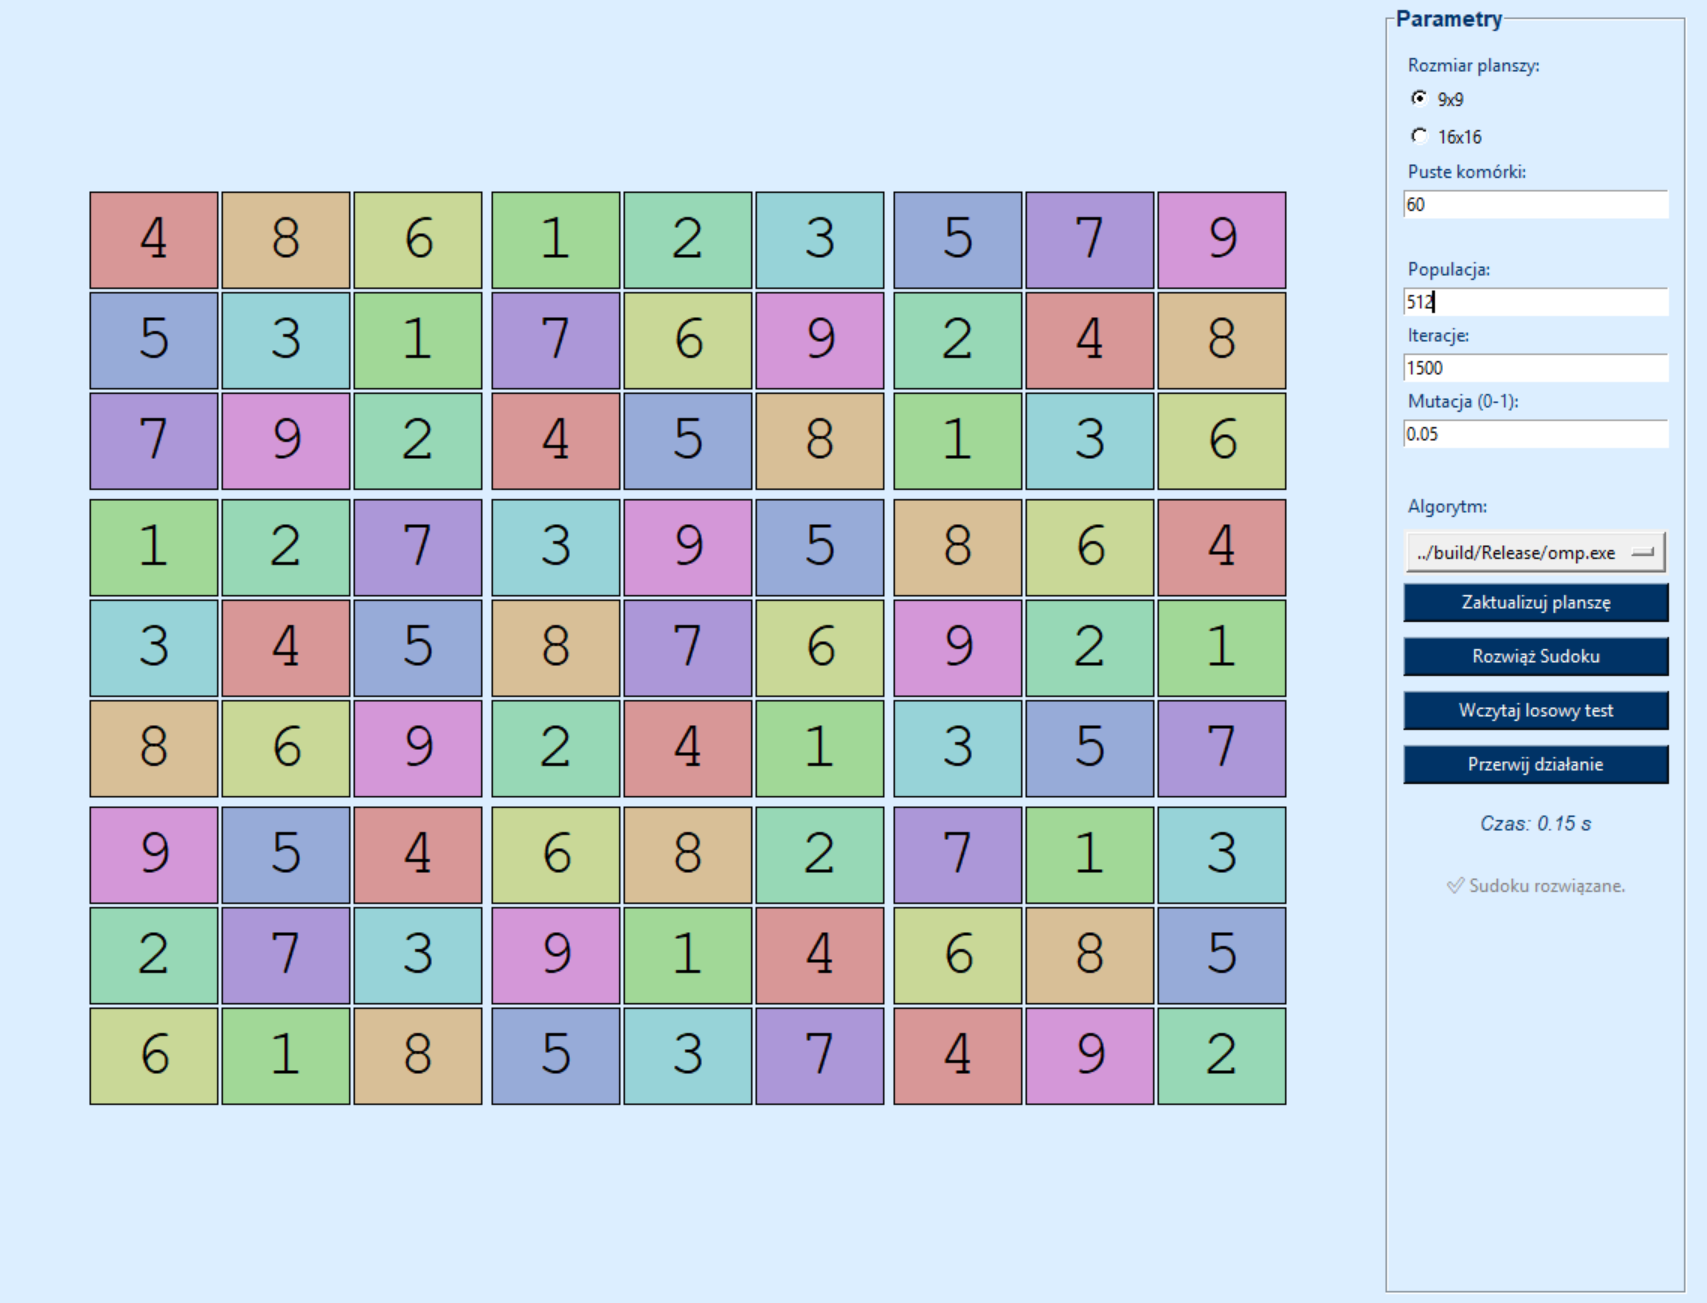 4 8 6 1 2 3 5 7 9
5 3 1 7 6 9 2 4 8
7 9 2 4 5 8 1 3 6
1 2 7 3 9 5 8 6 4
3 4 5 8 7 6 9 2 1
8 6 9 2 4 1 3 5 7
9 5 4 6 8 2 7 1 3
2 7 3 9 1 4 6 8 5
6 1 8 5 3 7 4 9 2
Parametry
Rozmiar planszy:
9x9
16x16
Puste komórki:
60
Populacja:
512
Iteracje:
1500
Mutacja (0-1):
0.05
Algorytm:
../build/Release/omp.exe
Zaktualizuj planszę
Rozwiąż Sudoku
Wczytaj losowy test
Przerwij działanie
Czas: 0.15 s
✓ Sudoku rozwiązane.